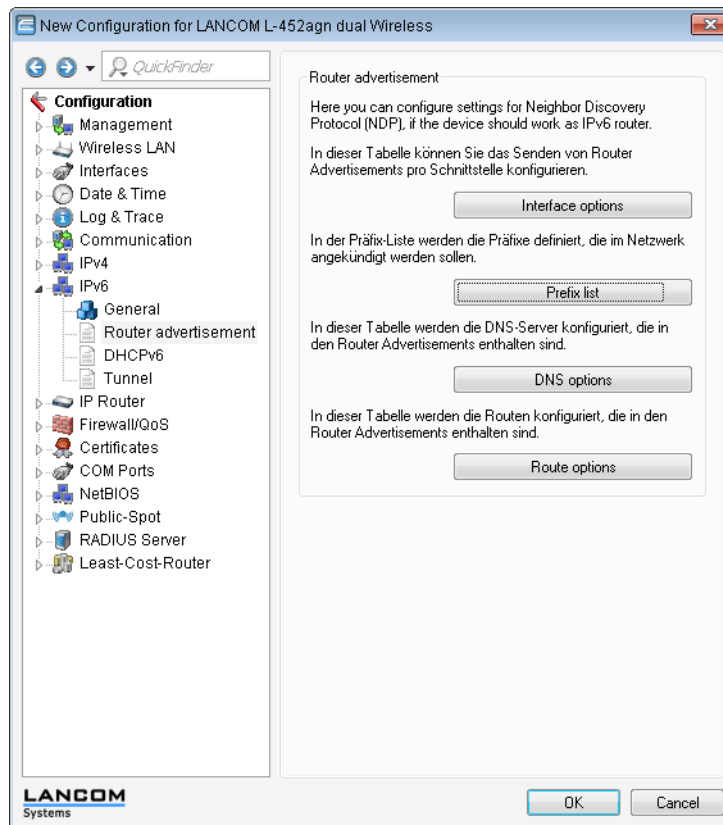 New Configuration for LANCOM L-452agn dual Wireless
QuickFinder
Configuration
Management
Wireless LAN
Interfaces
Date & Time
Log & Trace
Communication
IPv4
IPv6
General
Router advertisement
DHCPv6
Tunnel
IP Router
Firewall/QoS
Certificates
COM Ports
NetBIOS
Public-Spot
RADIUS Server
Least-Cost-Router
Router advertisement
Here you can configure settings for Neighbor Discovery
Protocol (NDP), if the device should work as IPv6 router.
In dieser Tabelle können Sie das Senden von Router
Advertisements pro Schnittstelle konfigurieren.
Interface options
In der Präfix-Liste werden die Präfixe definiert, die im Netzwerk
angekündigt werden sollen.
Prefix list
In dieser Tabelle werden die DNS-Server konfiguriert, die in
den Router Advertisements enthalten sind.
DNS options
In dieser Tabelle werden die Routen konfiguriert, die in den
Router Advertisements enthalten sind.
Route options
LANCOM
Systems
OK
Cancel